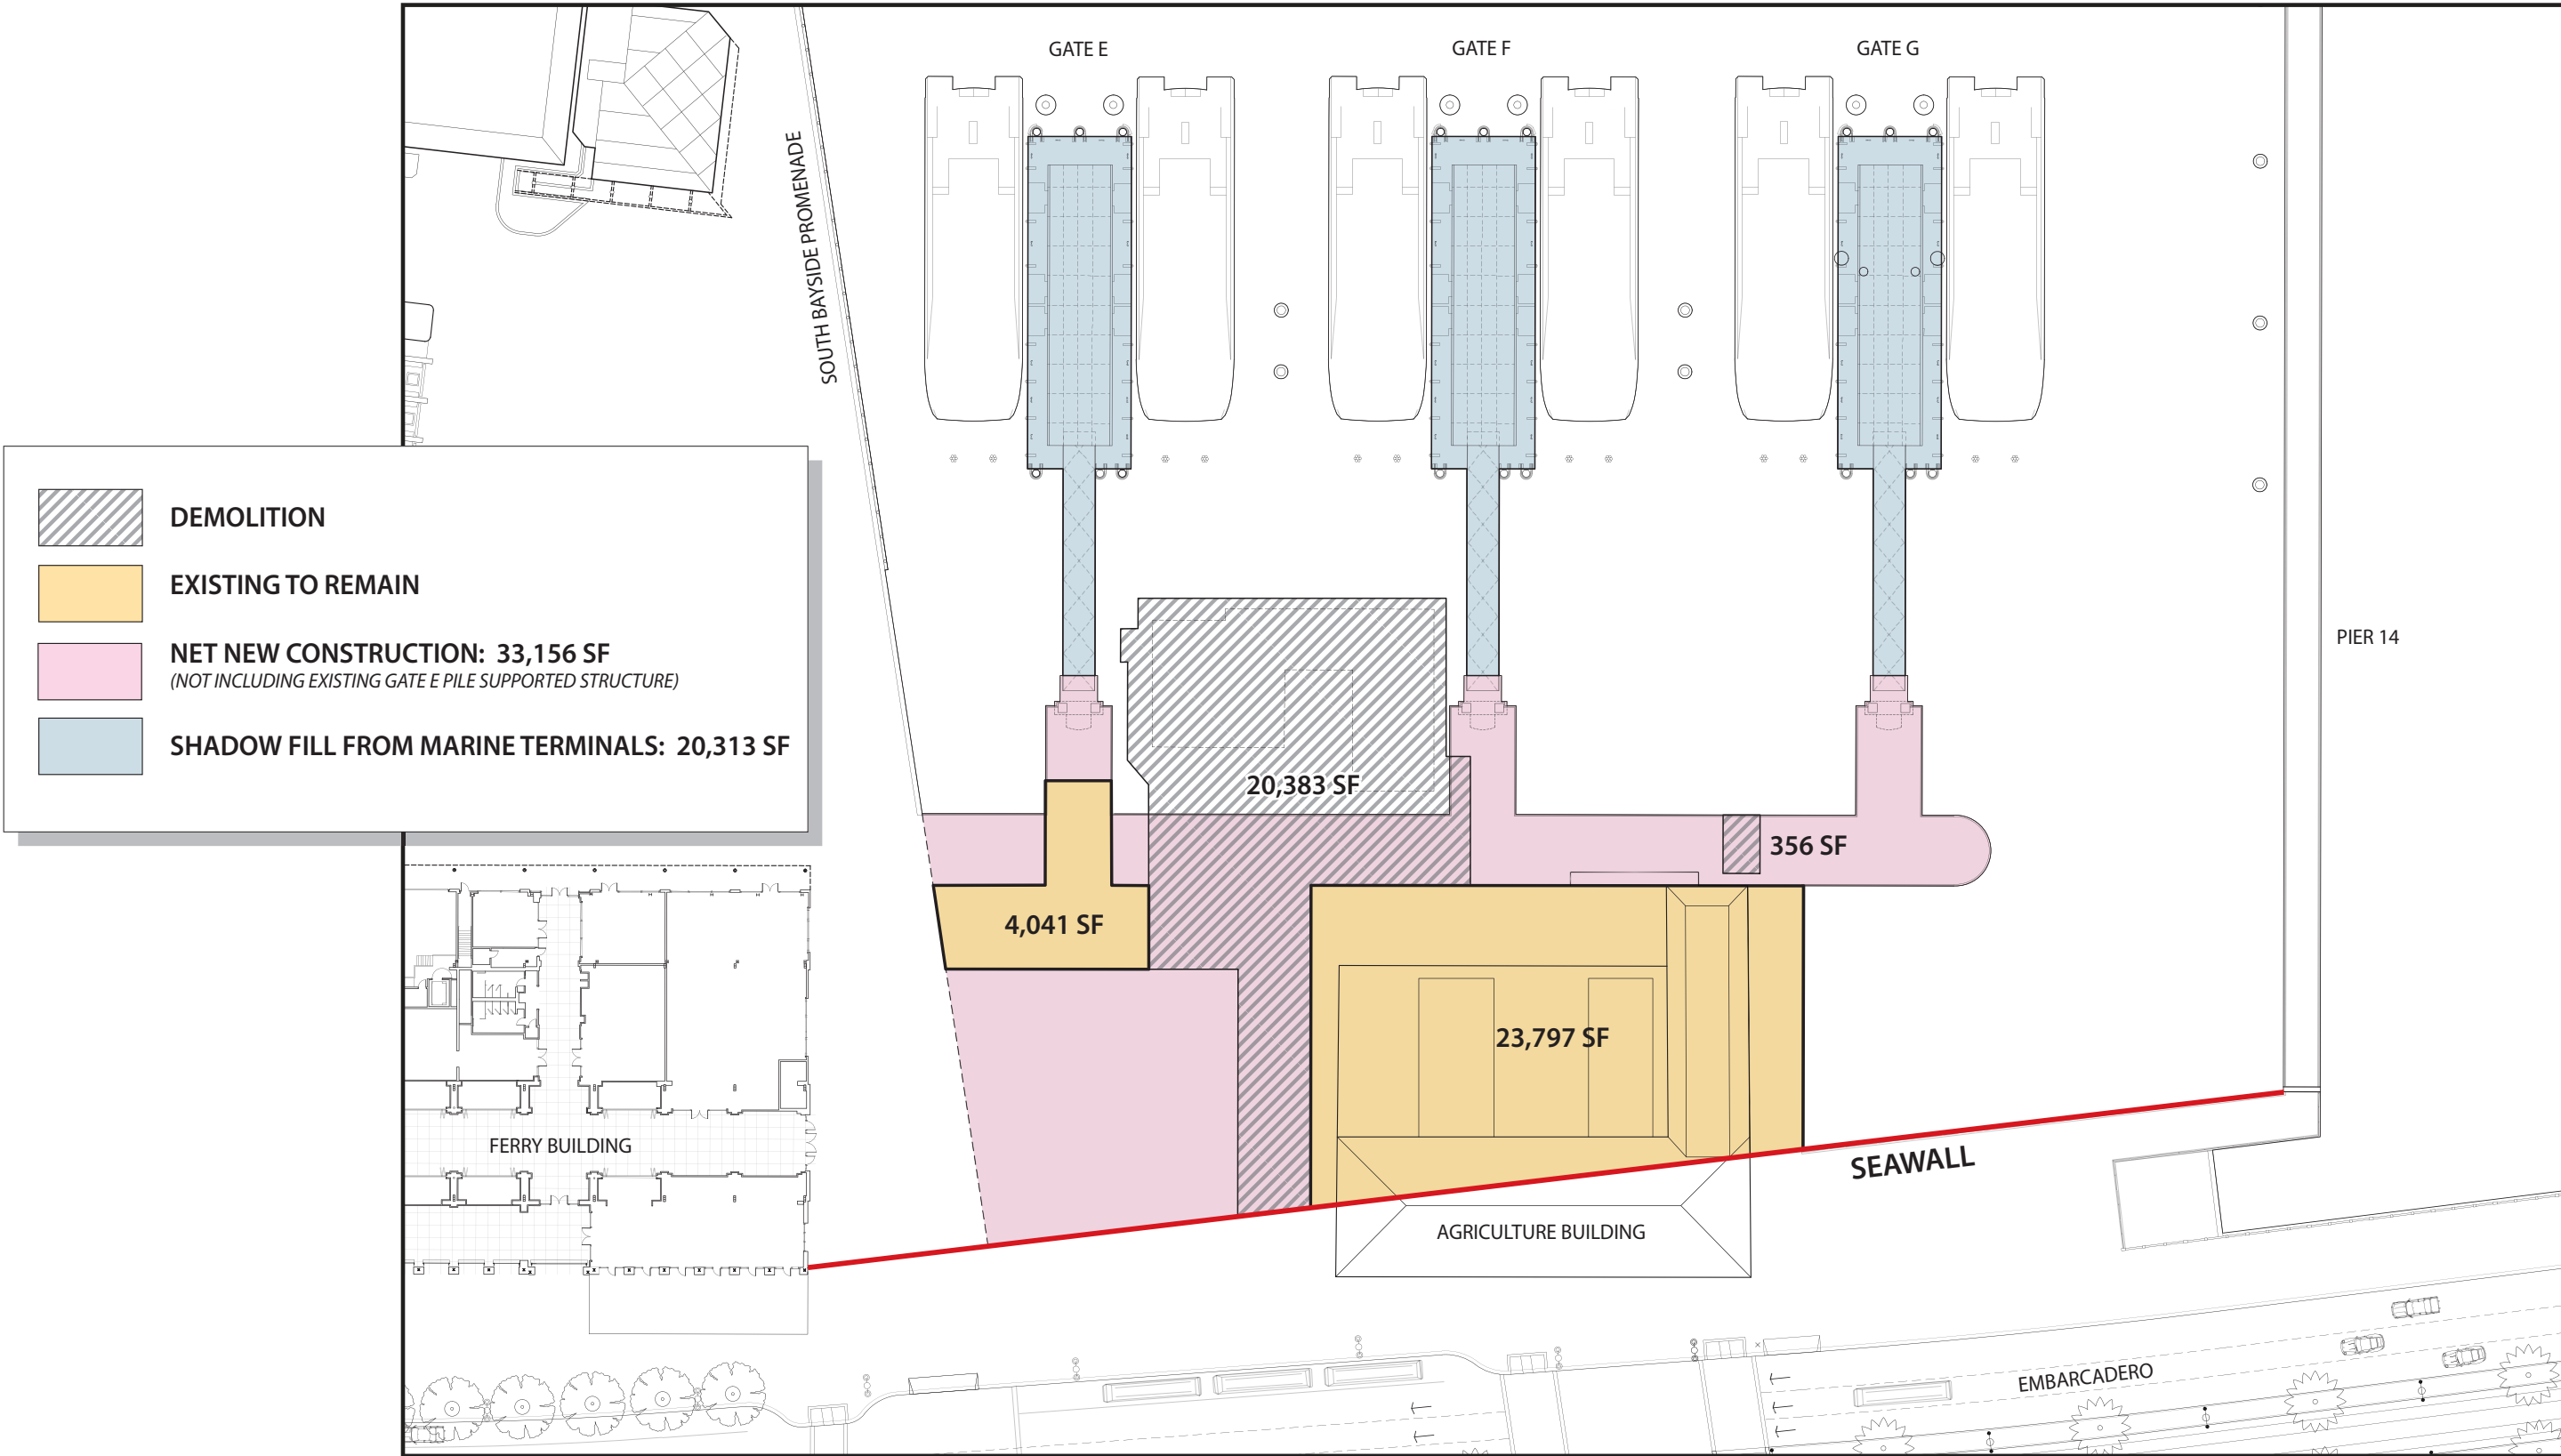 GATE E
GATE F
GATE G
SOUTH BAYSIDE PROMENADE
DEMOLITION
EXISTING TO REMAIN
NET NEW CONSTRUCTION: 33,156 SF
(NOT INCLUDING EXISTING GATE E PILE SUPPORTED STRUCTURE)
SHADOW FILL FROM MARINE TERMINALS: 20,313 SF
PIER 14
20,383 SF
356 SF
4,041 SF
23,797 SF
FERRY BUILDING
SEAWALL
AGRICULTURE BUILDING
EMBARCADERO